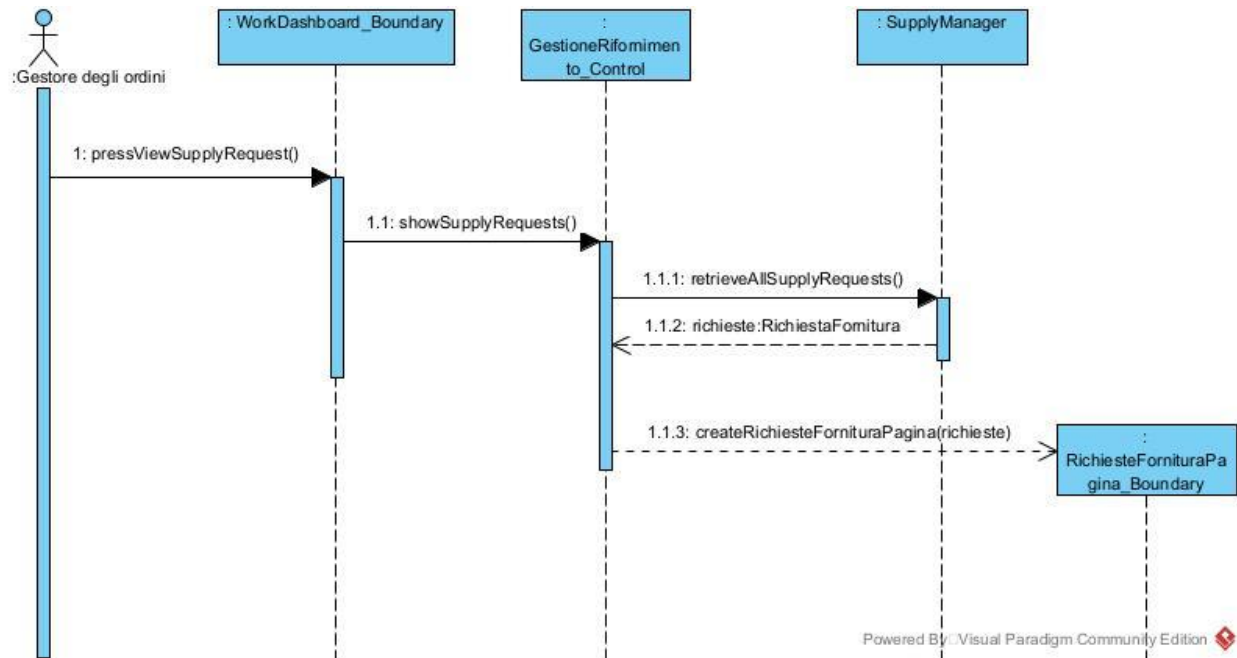 : WorkDashboard_Boundary
:
GestioneRifornimen
to_Control
: SupplyManager
:Gestore degli ordini
1: pressViewSupplyRequest()
1.1: showSupplyRequests()
1.1.1: retrieveAllSupplyRequests()
1.1.2: richieste:RichiestaFornitura
1.1.3: createRichiesteFornituraPagina(richieste)
:
RichiesteFornituraPa
gina_Boundary
Powered By Visual Paradigm Community Edition